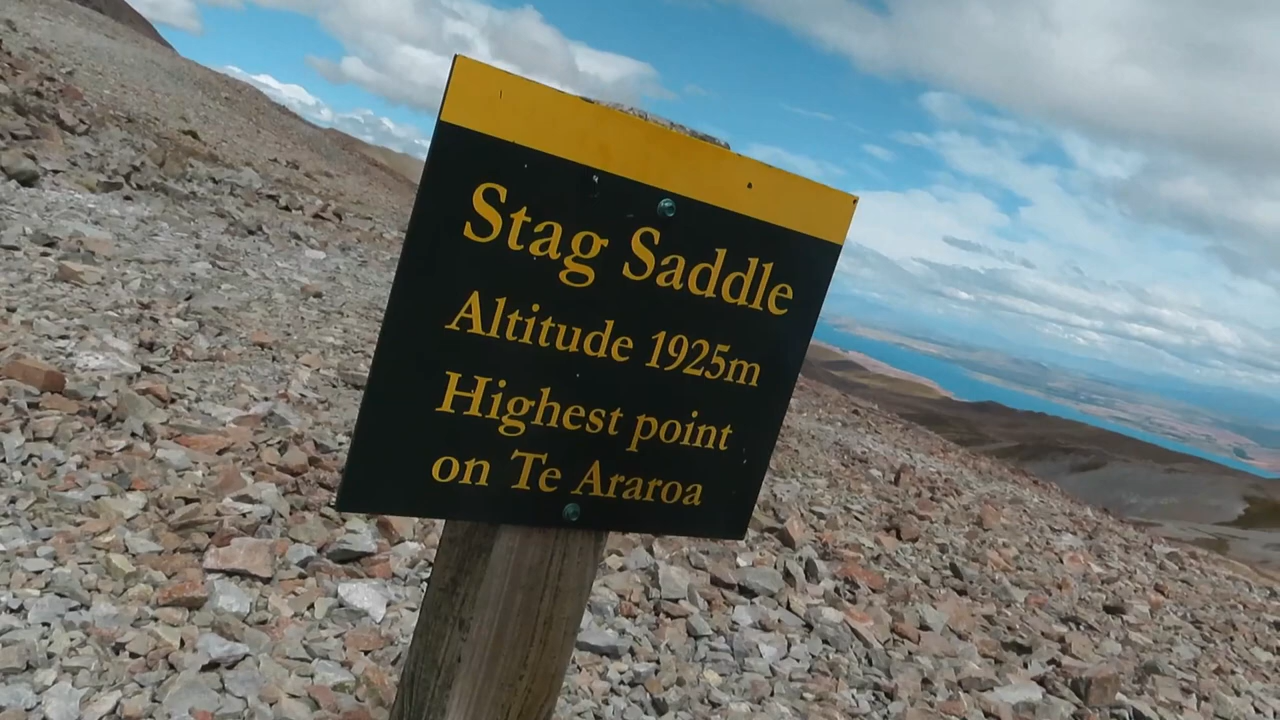 Stag Saddle
Altitude 1925m
Highest point
on Te Araroa